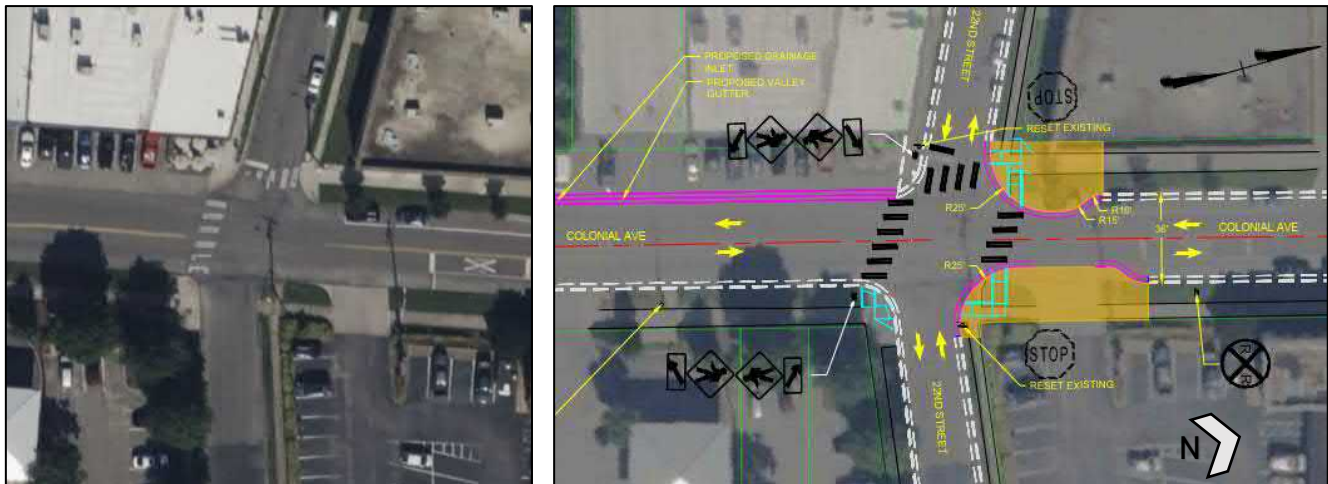 22ND STREET
PROPOSED DRAINAGE
INLET
PROPOSED VALLEY
GUTTER
STOP
RESET EXISTING
R25'
R15'
36'
COLONIAL AVE
COLONIAL AVE
R25'
STOP
R R
RESET EXISTING
22ND STREET
N